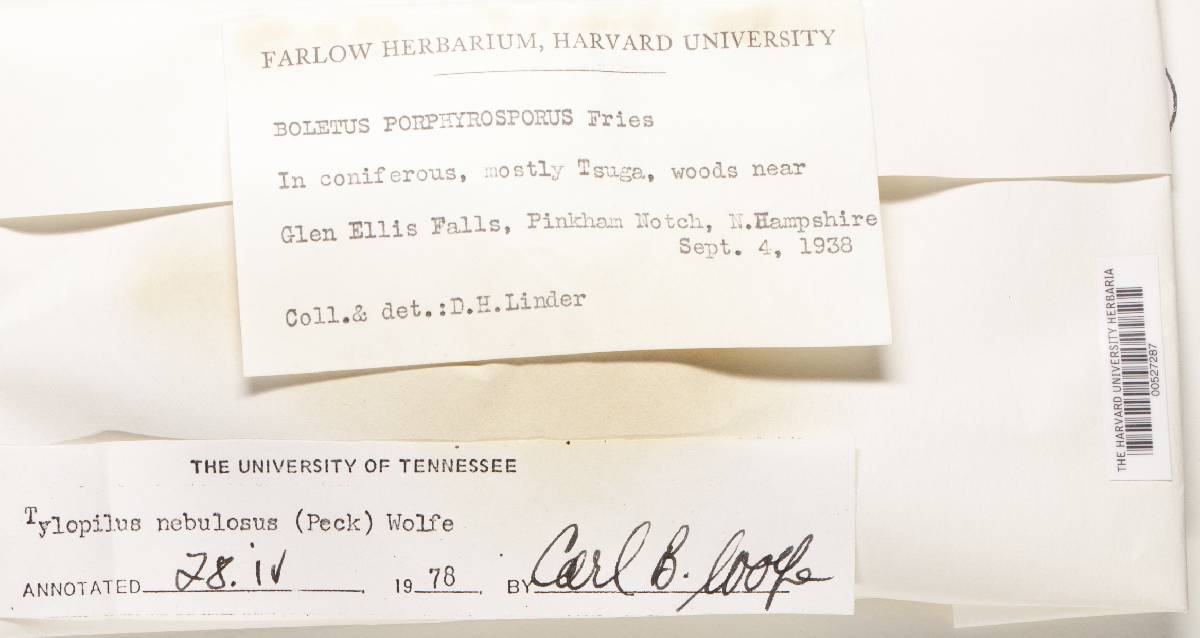 FARLOW HERBARIUM, HARVARD UNIVERSITY
BOLETUS PORPHYROSPORUS Fries
In coniferous, mostly Tsuga, woods near
Glen Ellis Falls, Pinkham Notch, N.Hampshire
Sept. 4, 1938
Coll.& det.:D.H.Linder
THE HARVARD UNIVERSITY HERBARIA
00527287
THE UNIVERSITY OF TENNESSEE
Tylopilus nebulosus (Peck) Wolfe
ANNOTATED 28.iv 1978. BY Carl B. Wolfe